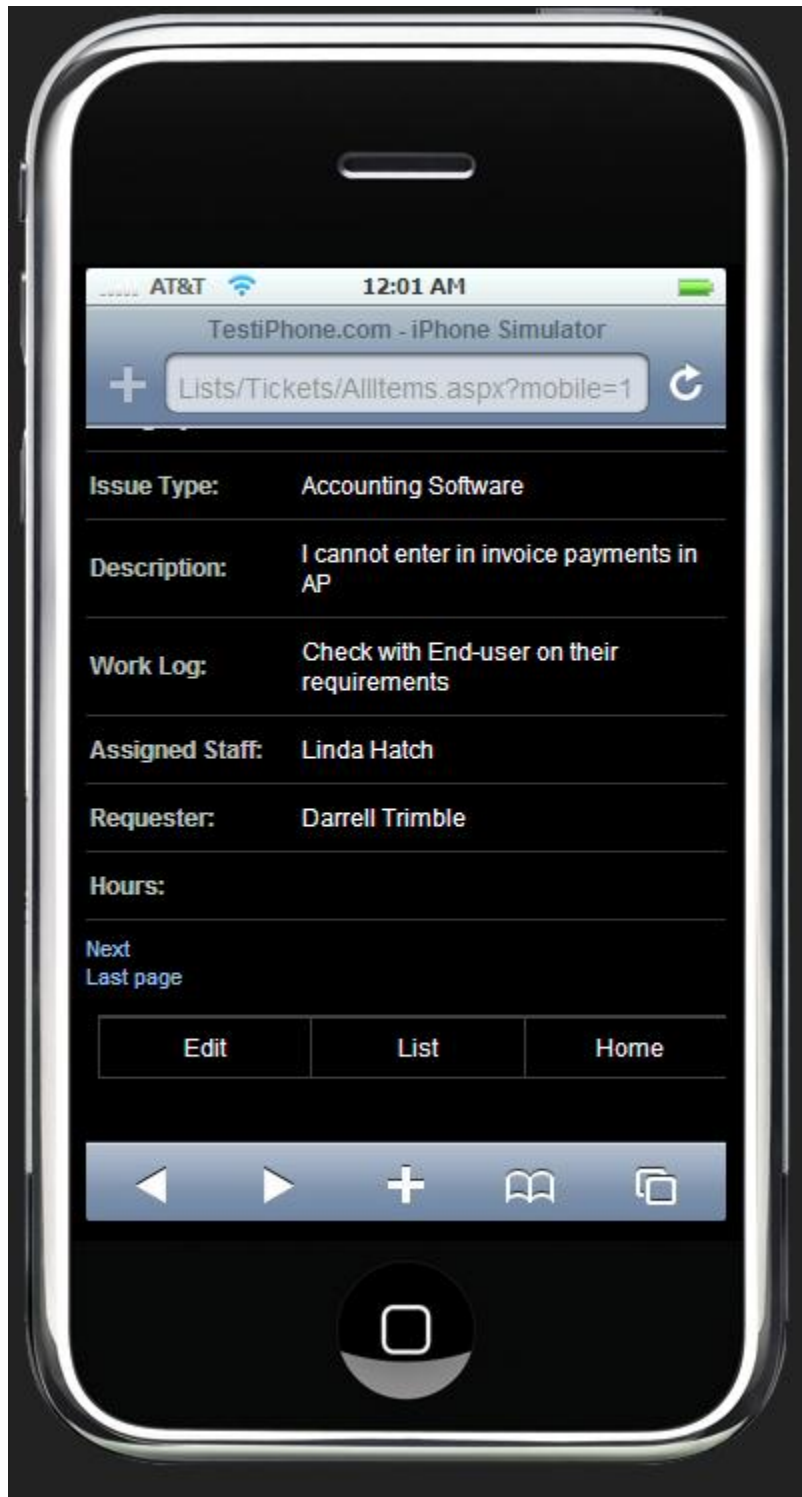 AT&T 12:01 AM
TestiPhone.com - iPhone Simulator
Lists/Tickets/AllItems.aspx?mobile=1
Issue Type: Accounting Software
Description: I cannot enter in invoice payments in
AP
Work Log: Check with End-user on their
requirements
Assigned Staff: Linda Hatch
Requester: Darrell Trimble
Hours:
Next
Last page
Edit List Home